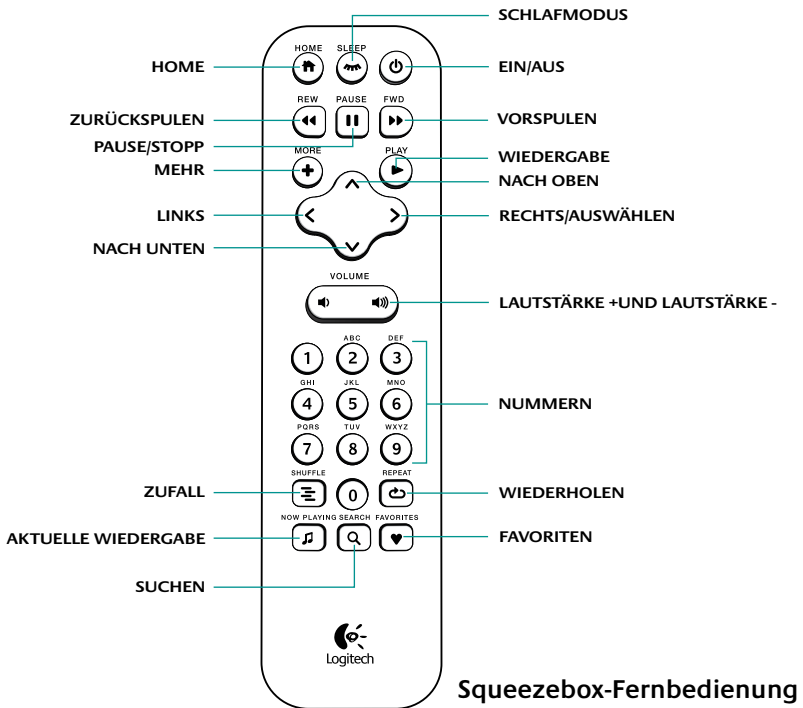 SCHLAFMODUS
HOME SLEEP
HOME
EIN/AUS
REW PAUSE FWD
ZURÜCKSPULEN
VORSPULEN
PAUSE/STOPP
MORE PLAY
WIEDERGABE
MEHR
NACH OBEN
LINKS
RECHTS/AUSWÄHLEN
NACH UNTEN
VOLUME
LAUTSTÄRKE +UND LAUTSTÄRKE -
ABC DEF
1 2 3
GHI JKL MNO
4 5 6
NUMMERN
PQRS TUV WXYZ
7 8 9
SHUFFLE REPEAT
ZUFALL
0
WIEDERHOLEN
NOW PLAYING SEARCH FAVORITES
AKTUELLE WIEDERGABE
FAVORITEN
SUCHEN
Logitech
Squeezebox-Fernbedienung